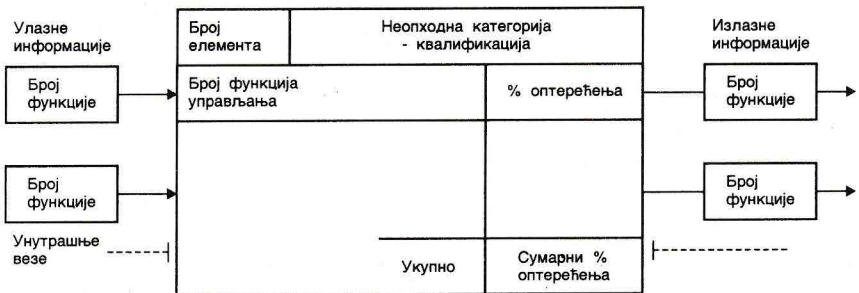 Улазне
информације
Број
функције
Број
функције
Унутрашње
везе
Број
елемента
Неопходна категорија
- квалификација
Број функција
управљања
% оптерећења
Укупно
Сумарни %
оптерећења
Излазне
информације
Број
функције
Број
функције